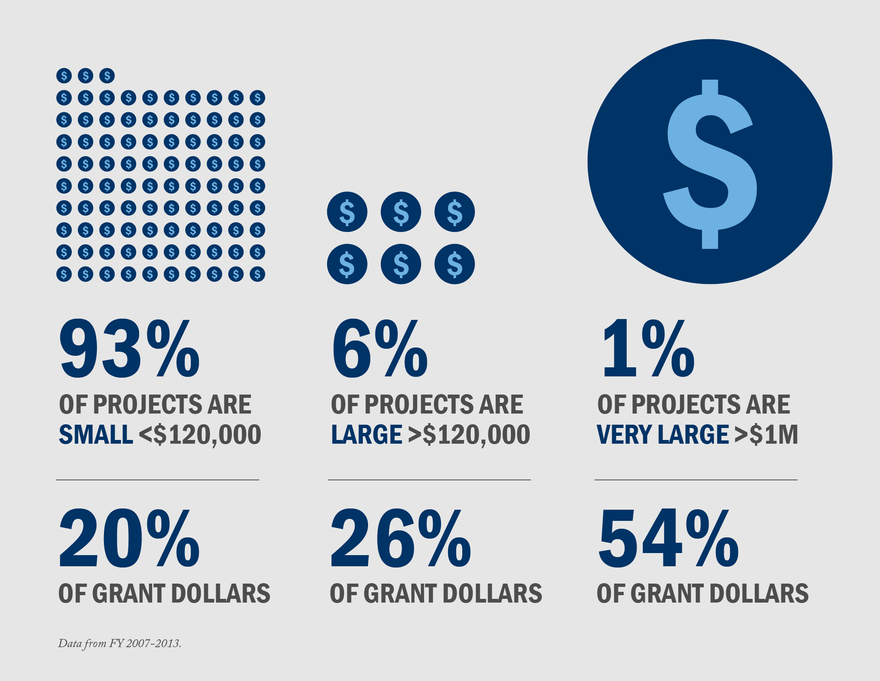 93%
OF PROJECTS ARE
SMALL <$120,000
20%
OF GRANT DOLLARS
6%
OF PROJECTS ARE
LARGE >$120,000
26%
OF GRANT DOLLARS
$
1%
OF PROJECTS ARE
VERY LARGE >$1M
54%
OF GRANT DOLLARS
Data from FY 2007–2013.